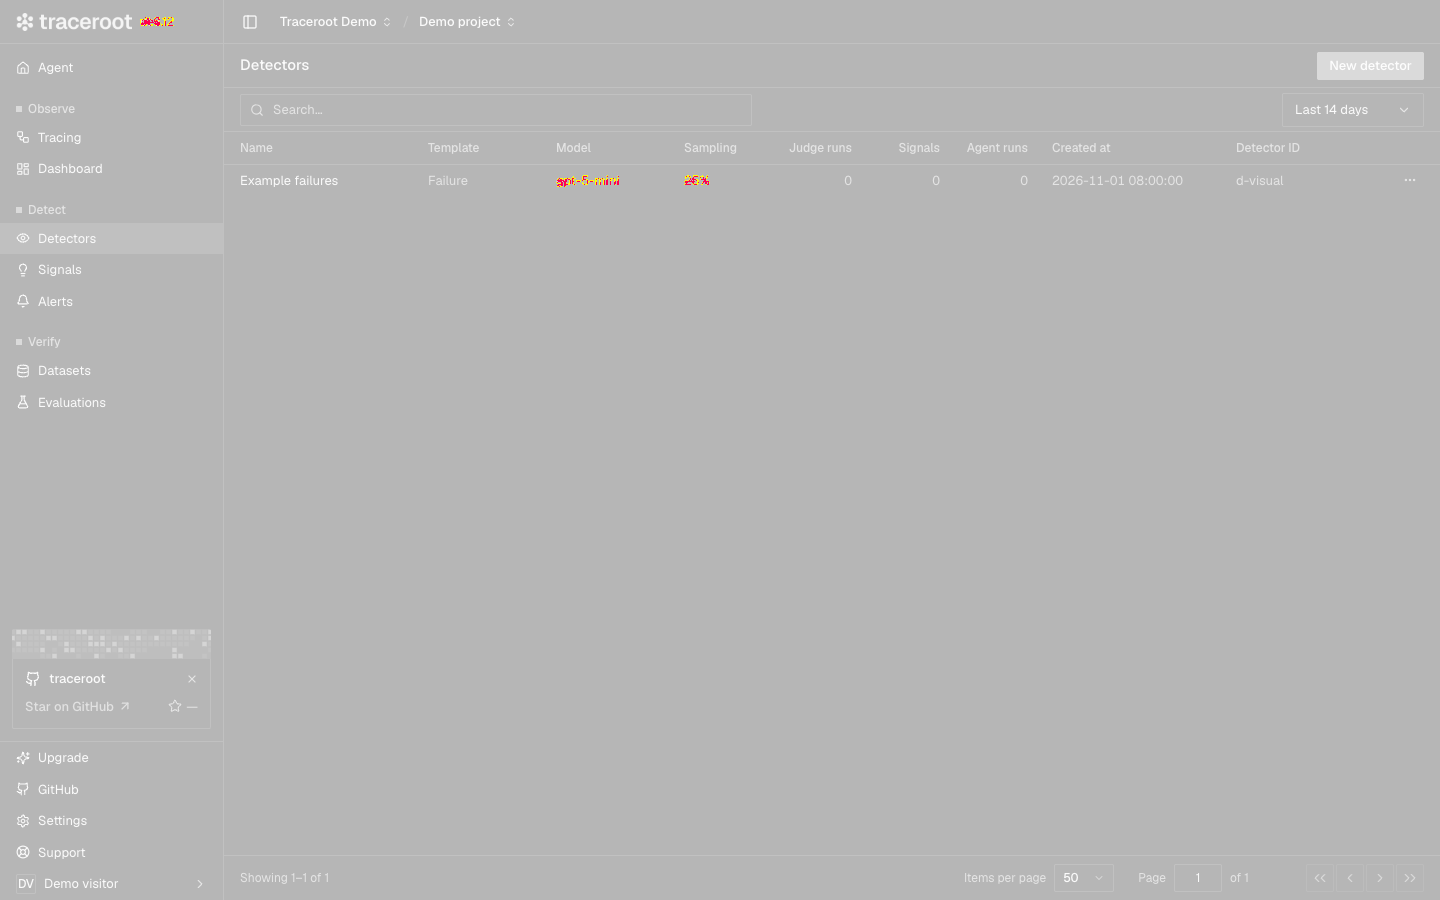 traceroot
Traceroot Demo / Demo project
Agent
Observe
Tracing
Dashboard
Detect
Detectors
Signals
Alerts
Verify
Datasets
Evaluations
traceroot
Star on GitHub —
Upgrade
GitHub
Settings
Support
DV Demo visitor
Detectors
New detector
Search...
Last 14 days
Name Template Model Sampling Judge runs Signals Agent runs Created at Detector ID
Example failures Failure 0 0 0 2026-11-01 08:00:00 d-visual
Showing 1–1 of 1
Items per page 50 Page 1 of 1